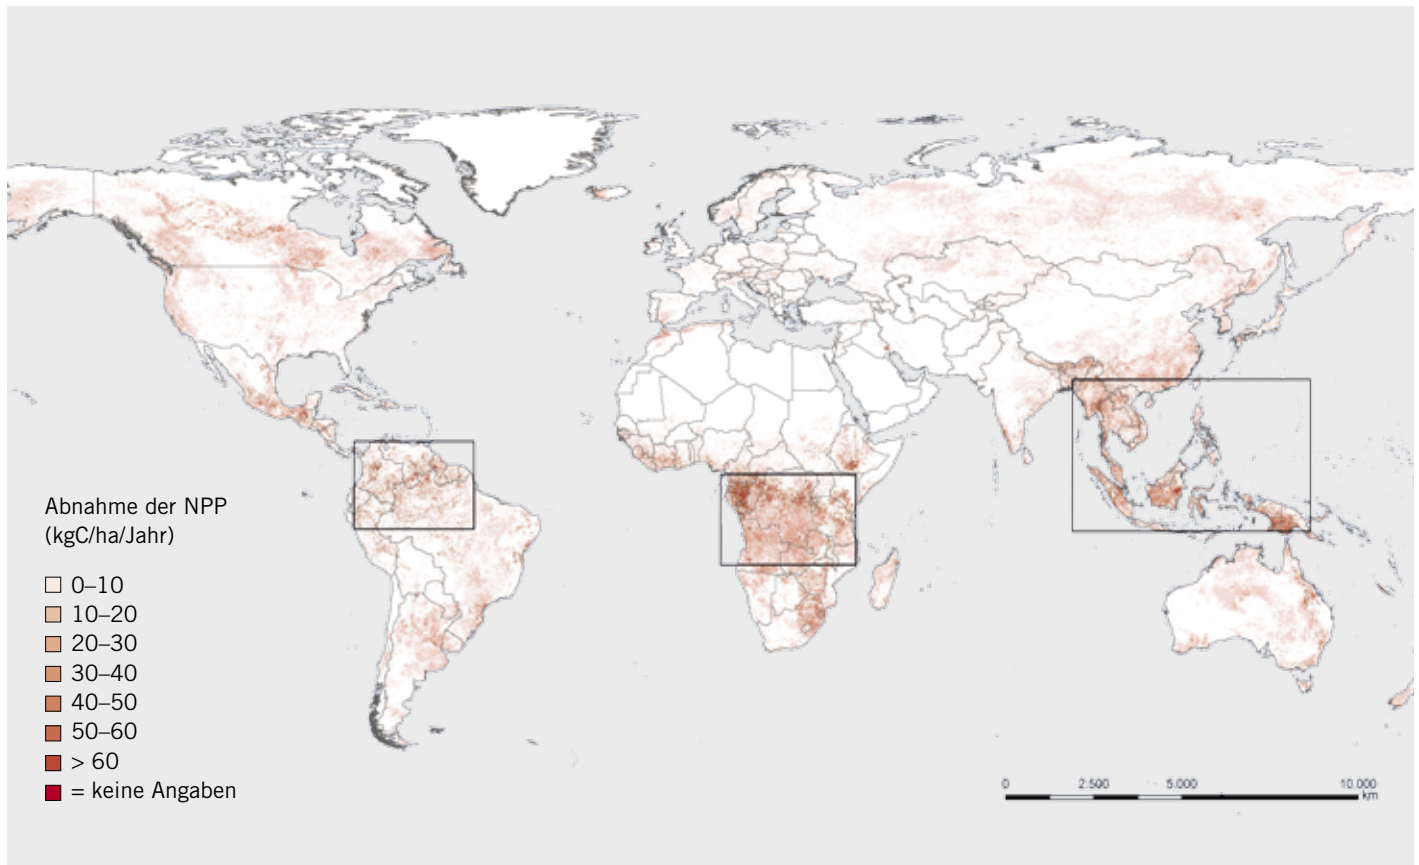 Abnahme der NPP
(kgC/ha/Jahr)
0–10
10–20
20–30
30–40
40–50
50–60
> 60
= keine Angaben
0 2.500 5.000 10.000
km